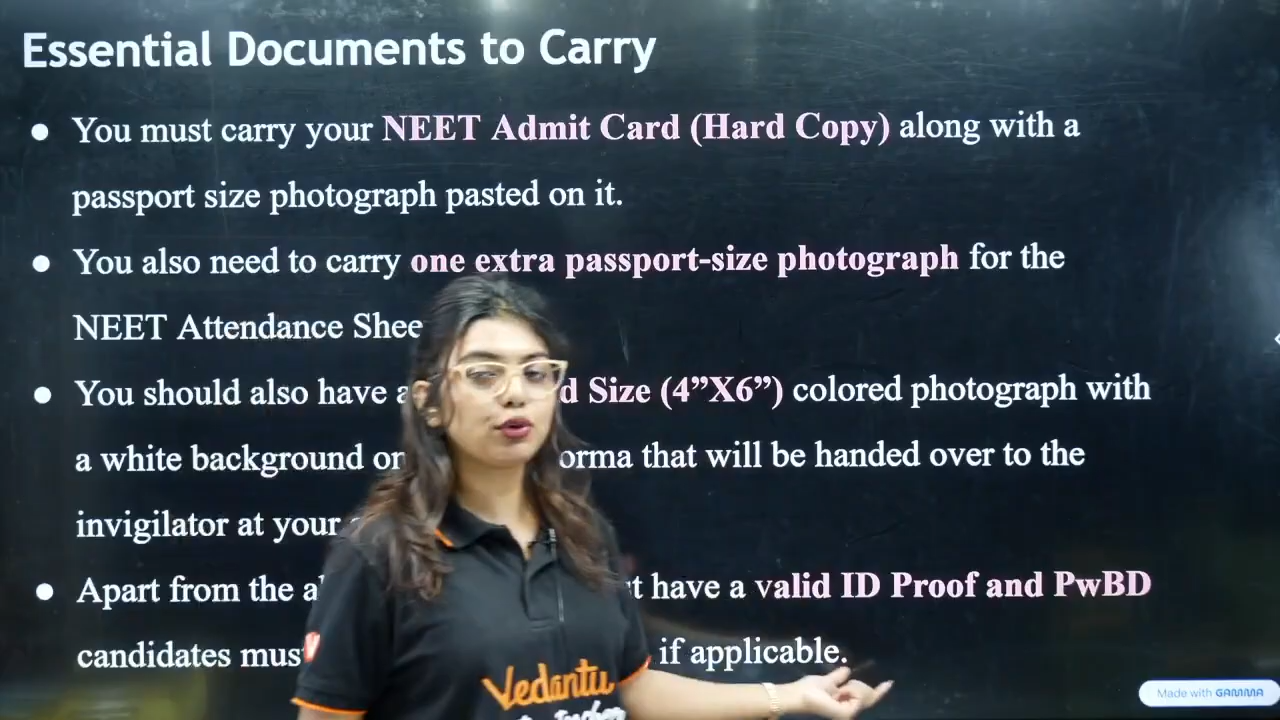 Essential Documents to Carry
● You must carry your NEET Admit Card (Hard Copy) along with a
passport size photograph pasted on it.
● You also need to carry one extra passport-size photograph for the
NEET Attendance Shee
● You should also have a d Size (4”X6”) colored photograph with
a white background on orma that will be handed over to the
invigilator at your
● Apart from the a t have a valid ID Proof and PwBD
candidates must if applicable.
Vedantu
Made with GAMMA